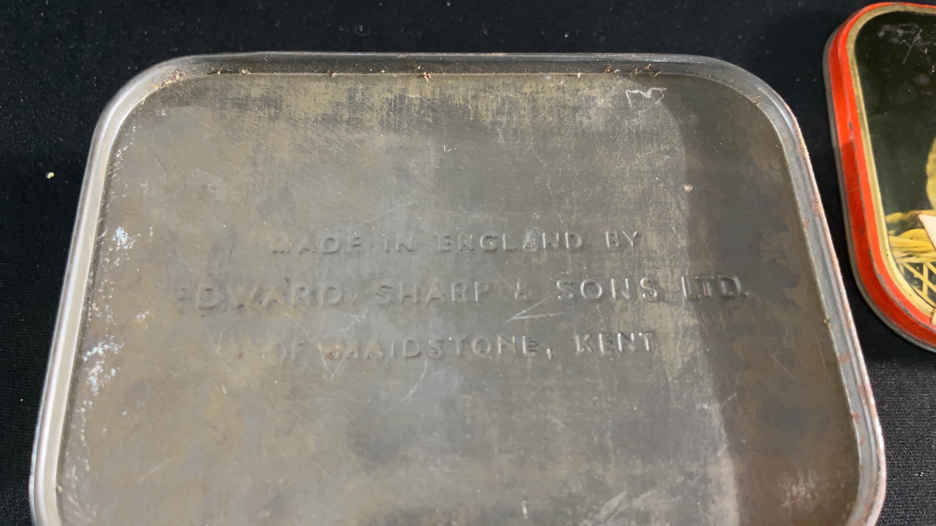 MADE IN ENGLAND BY
EDWARD SHARP & SONS LTD.
OF MAIDSTONE, KENT